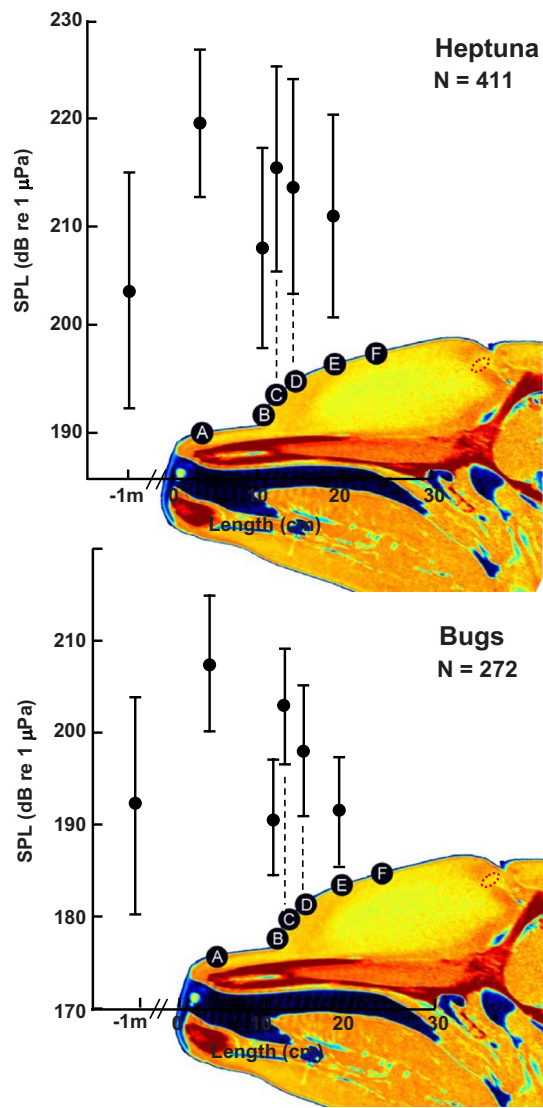 230
220
210
200
190
SPL (dB re 1 μPa)
Heptuna
N = 411
A
B
C
D
E
F
-1m
0
10
20
30
Length (cm)
210
200
190
180
170
SPL (dB re 1 μPa)
Bugs
N = 272
A
B
C
D
E
F
-1m
0
10
20
30
Length (cm)